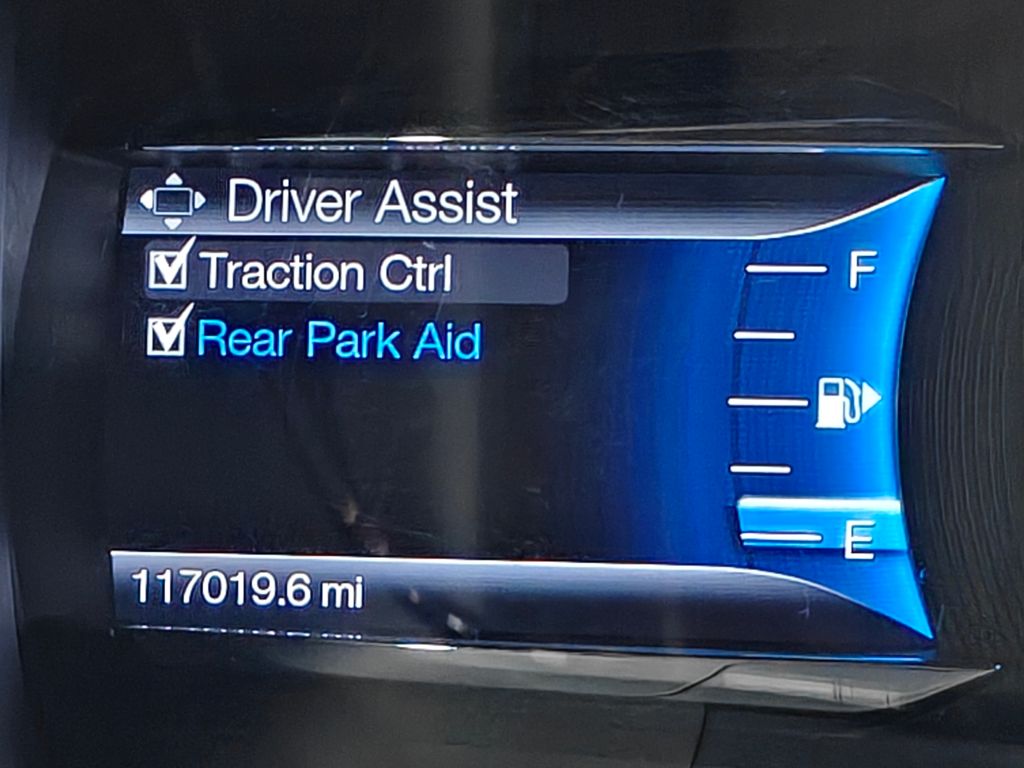 Driver Assist
Traction Ctrl
Rear Park Aid
F
E
117019.6 mi